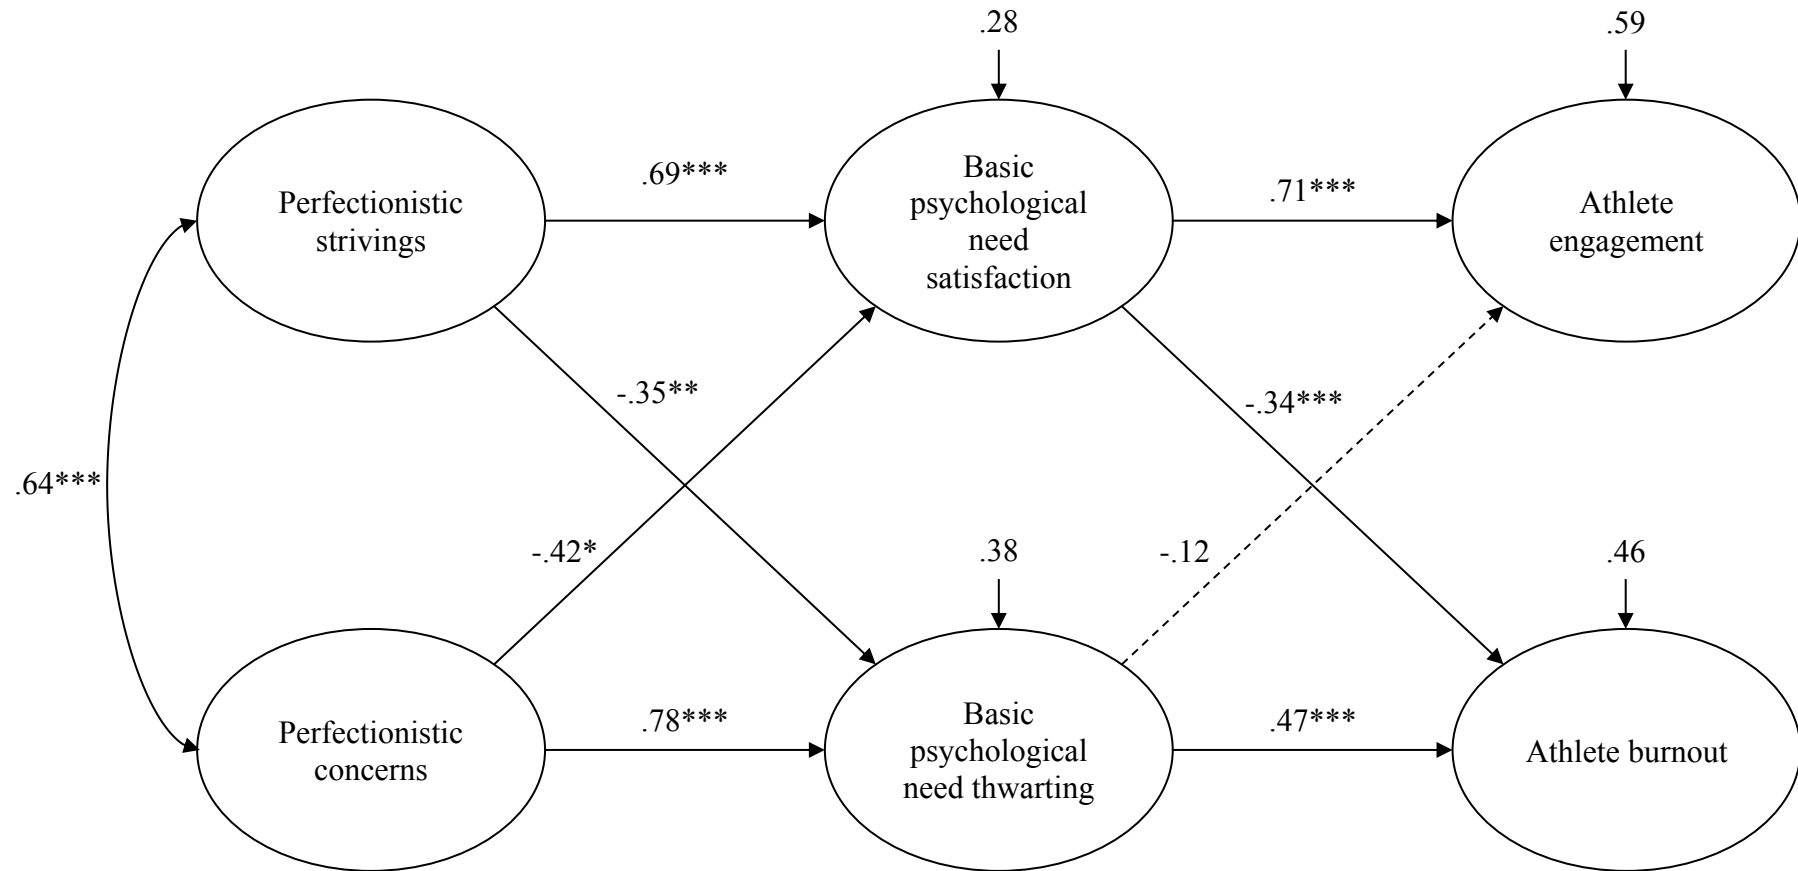 .28
.59
Perfectionistic
strivings
.69***
Basic
psychological
need
satisfaction
.71***
Athlete
engagement
-.35**
-.34***
.64***
-.42*
.38
-.12
.46
Perfectionistic
concerns
.78***
Basic
psychological
need thwarting
.47***
Athlete burnout